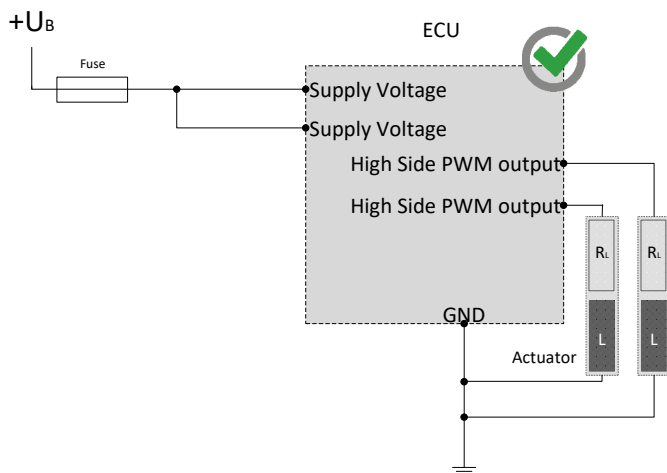 +UB
ECU
Fuse
Supply Voltage
Supply Voltage
High Side PWM output
High Side PWM output
RL
RL
GND
L
L
Actuator